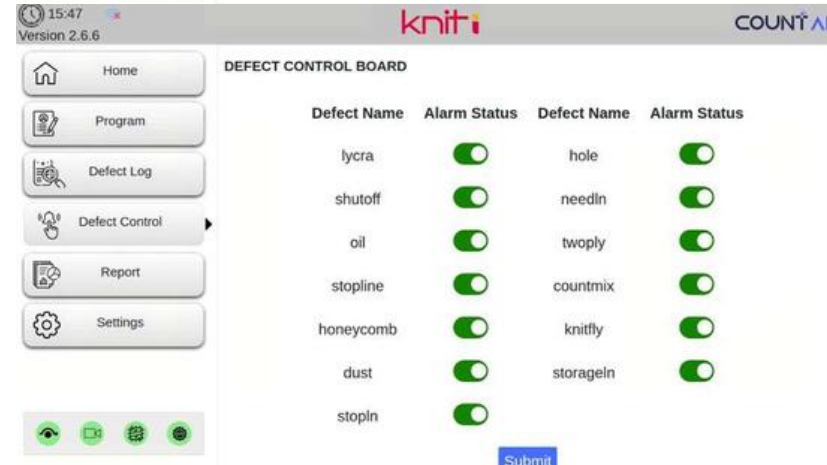 15:47
Version 2.6.6
kniti
COUNT
Home
Program
Defect Log
Defect Control
Report
Settings
DEFECT CONTROL BOARD
Defect Name Alarm Status Defect Name Alarm Status
lycra hole
shutoff needln
oil twoply
stopline countmix
honeycomb knitfly
dust storageln
stopln
Submit